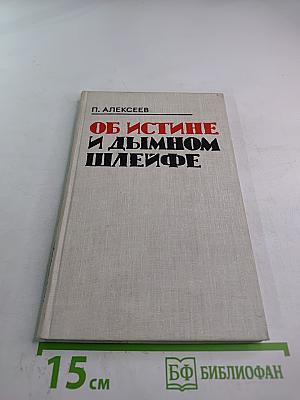 П. АЛЕКСЕЕВ
ОБ ИСТИНЕ
И ДЫМНОМ
ШЛЕЙФЕ
15 см
БФ БИБЛИОФАН